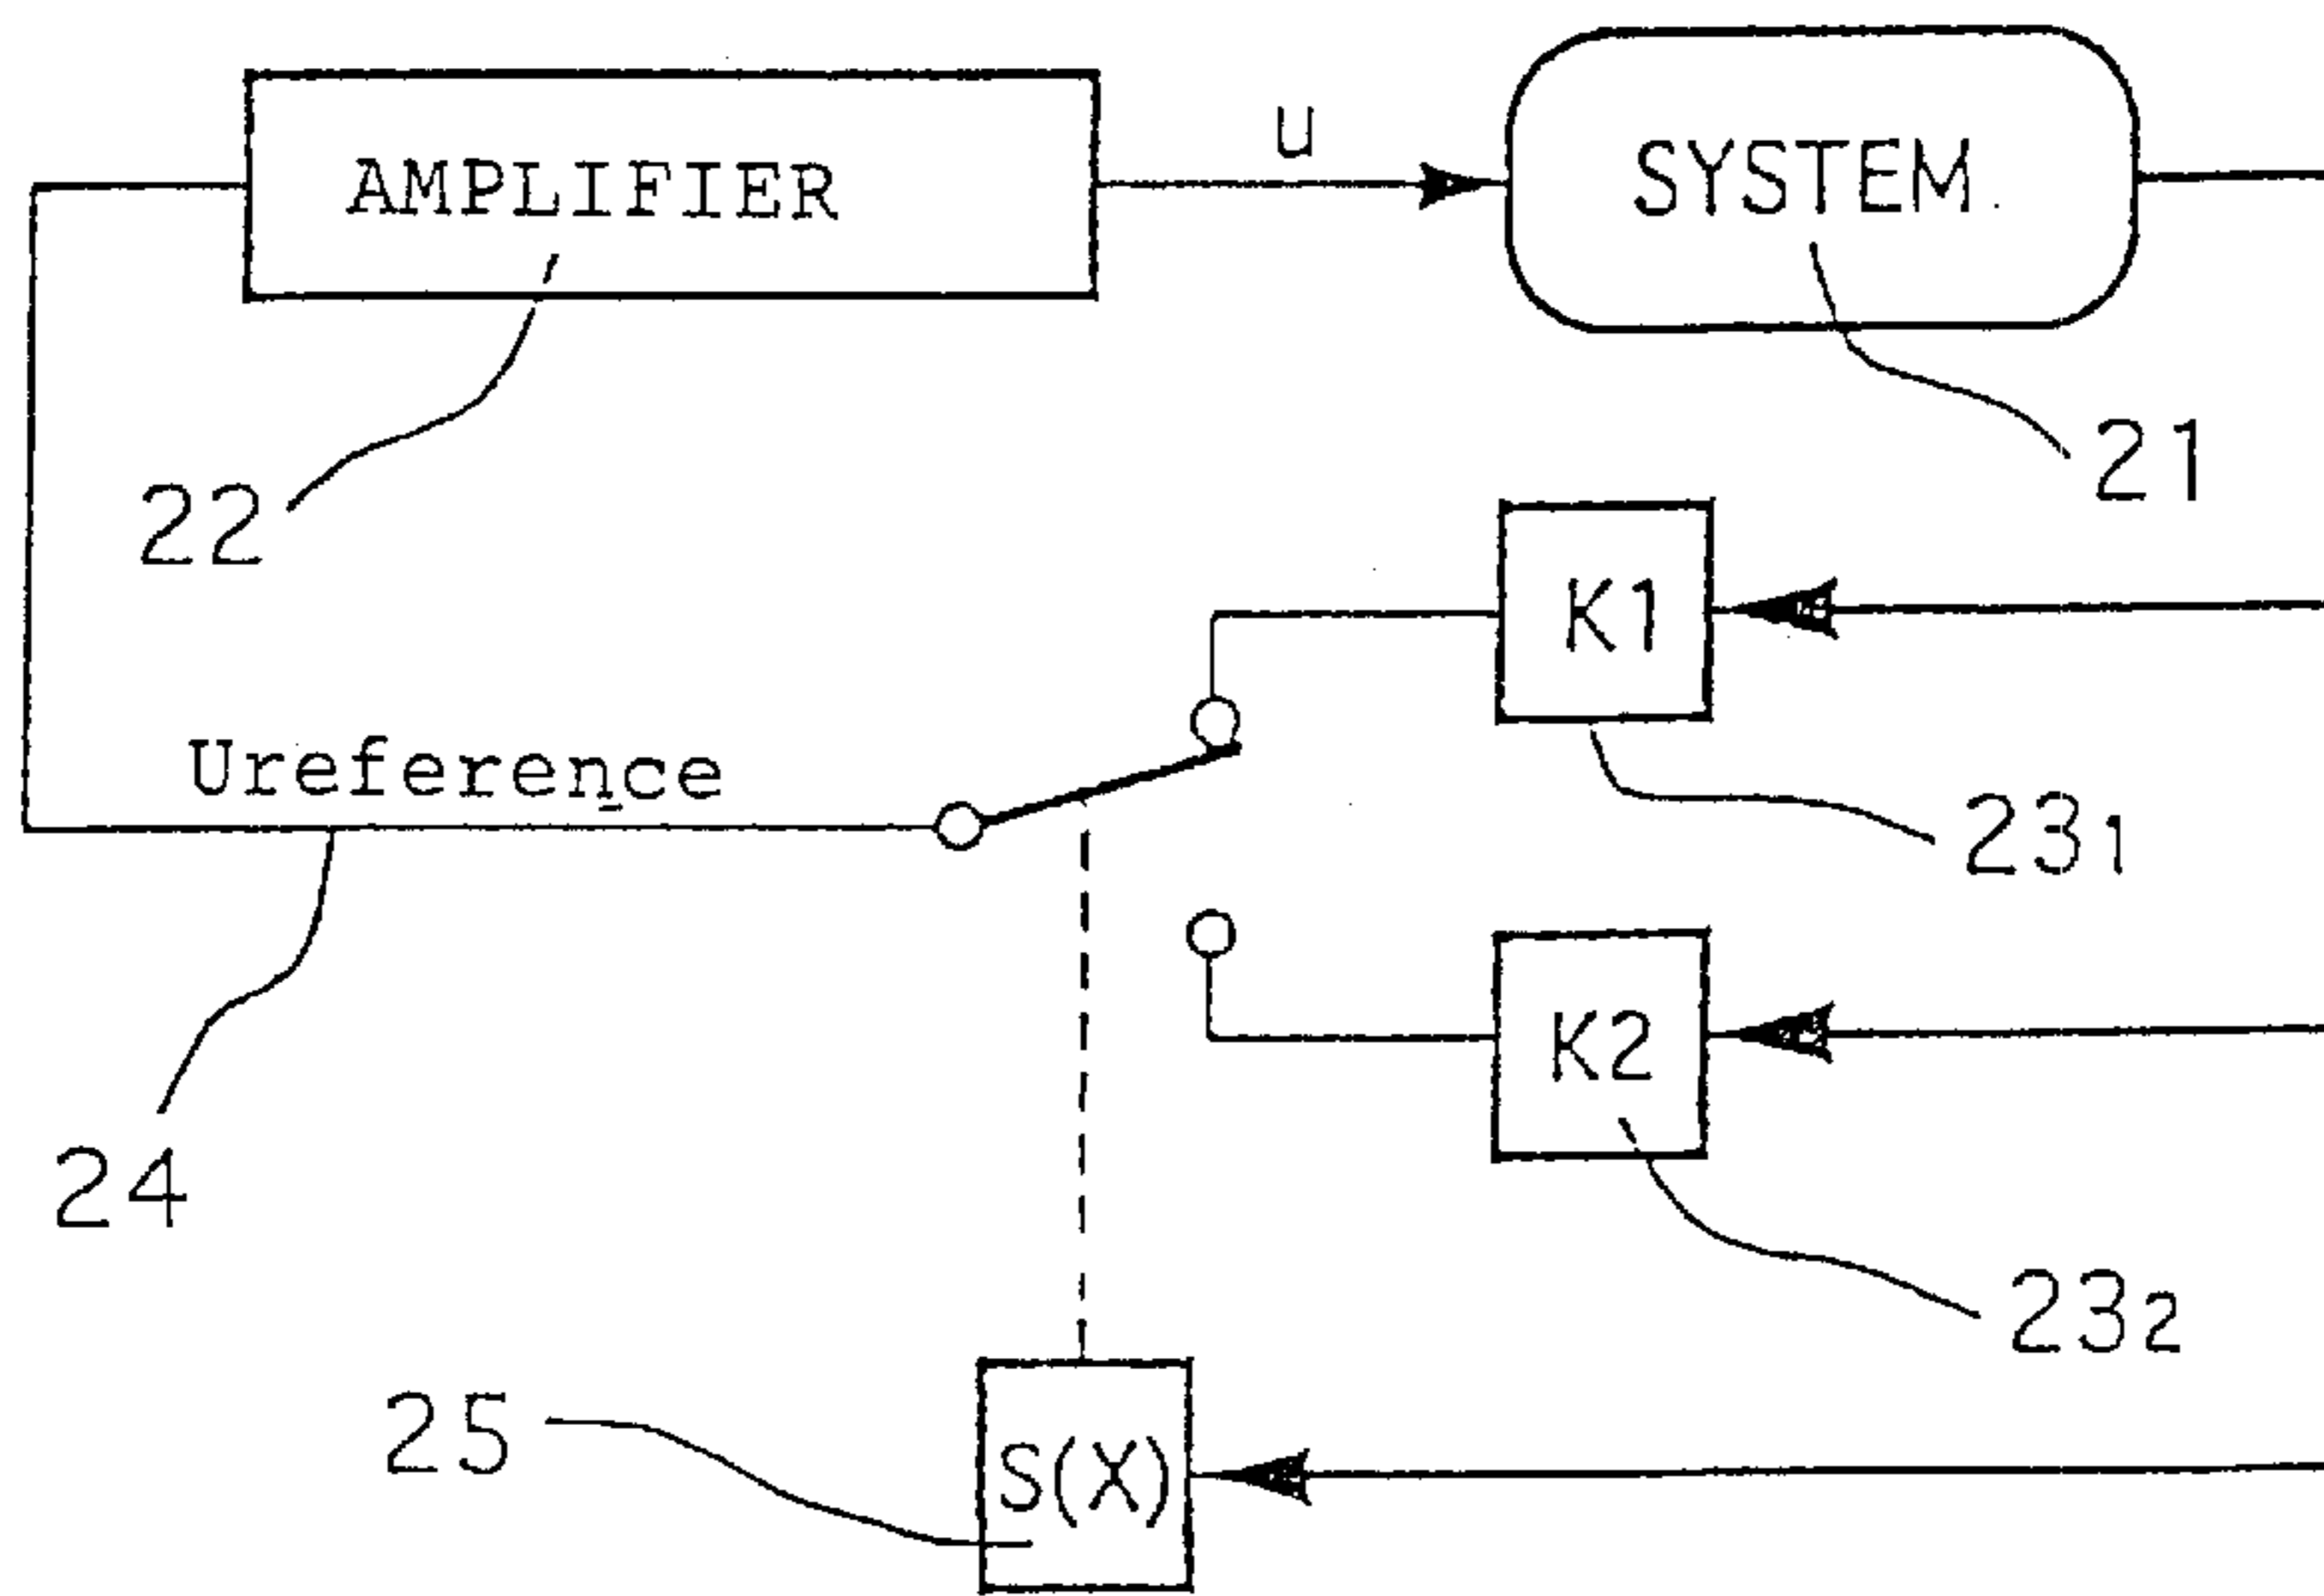 AMPLIFIER
u
SYSTEM
22
21
K1
Ureference
23₁
K2
24
23₂
25
S(X)